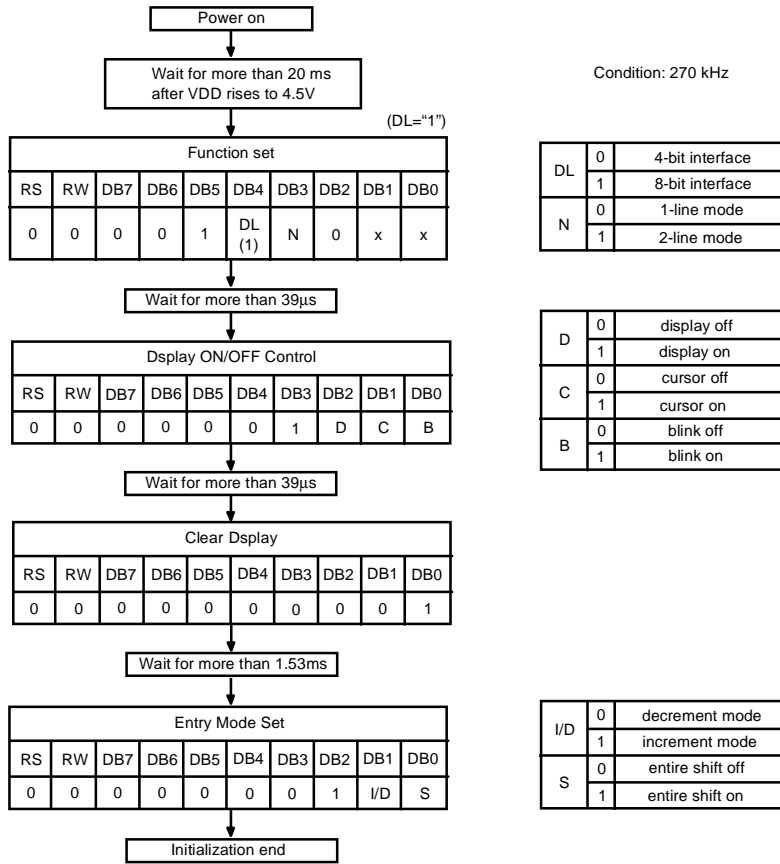 Power on
Wait for more than 20 ms
after VDD rises to 4.5V
Condition: 270 kHz
(DL=“1”)
Function set
RS RW DB7 DB6 DB5 DB4 DB3 DB2 DB1 DB0
0 0 0 0 1 DL (1) N 0 x x
DL 0 4-bit interface
1 8-bit interface
N 0 1-line mode
1 2-line mode
Wait for more than 39µs
Dsplay ON/OFF Control
RS RW DB7 DB6 DB5 DB4 DB3 DB2 DB1 DB0
0 0 0 0 0 0 1 D C B
D 0 display off
1 display on
C 0 cursor off
1 cursor on
B 0 blink off
1 blink on
Wait for more than 39µs
Clear Dsplay
RS RW DB7 DB6 DB5 DB4 DB3 DB2 DB1 DB0
0 0 0 0 0 0 0 0 0 1
Wait for more than 1.53ms
Entry Mode Set
RS RW DB7 DB6 DB5 DB4 DB3 DB2 DB1 DB0
0 0 0 0 0 0 0 1 I/D S
I/D 0 decrement mode
1 increment mode
S 0 entire shift off
1 entire shift on
Initialization end